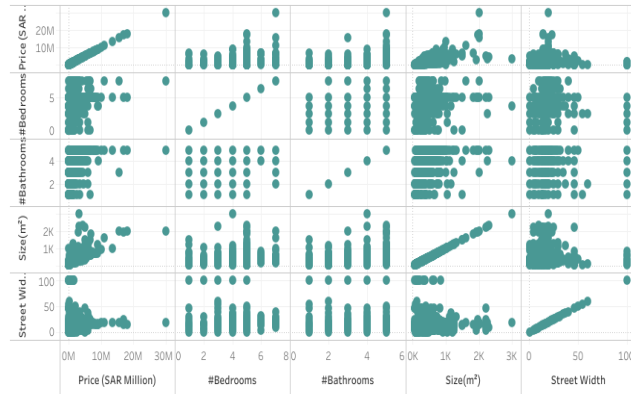 Price (SAR ..
20M
10M
#Bedrooms
5
0
#Bathrooms
4
2
Size(m²)
2K
1K
Street Wid..
100
50
0
0M 10M 20M 30M 0 2 4 6 8 0 2 4 6 0K 1K 2K 3K 0 50 100
Price (SAR Million) #Bedrooms #Bathrooms Size(m²) Street Width